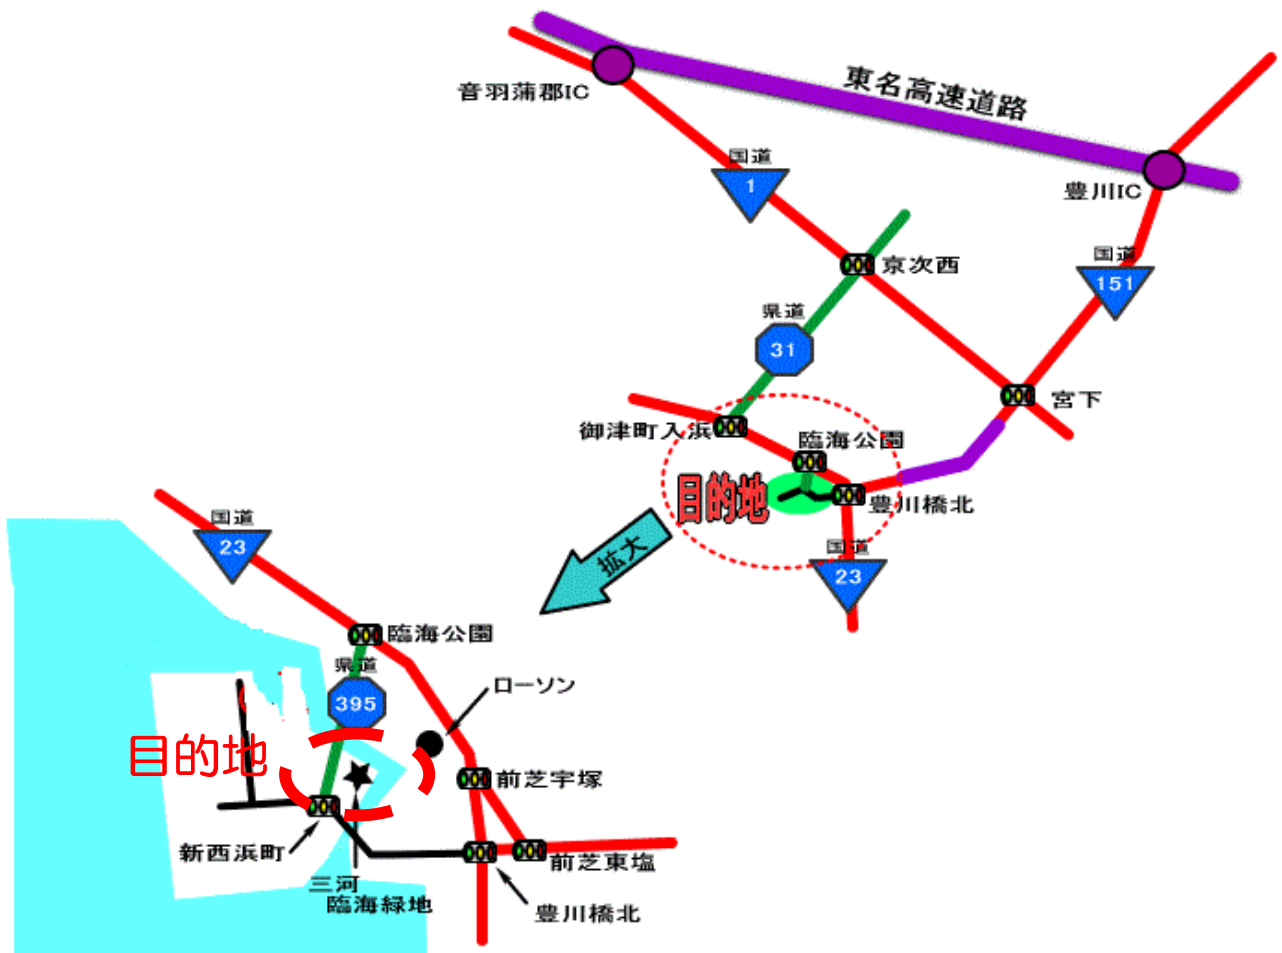 東名高速道路
音羽蒲郡IC
国道
1
豊川IC
国道
151
京次西
県道
31
宮下
御津町入浜
臨海公園
目的地
豊川橋北
国道
23
拡大
国道
23
臨海公園
県道
395
ローソン
目的地
前芝宇塚
新西浜町
前芝東塩
三河
臨海緑地
豊川橋北